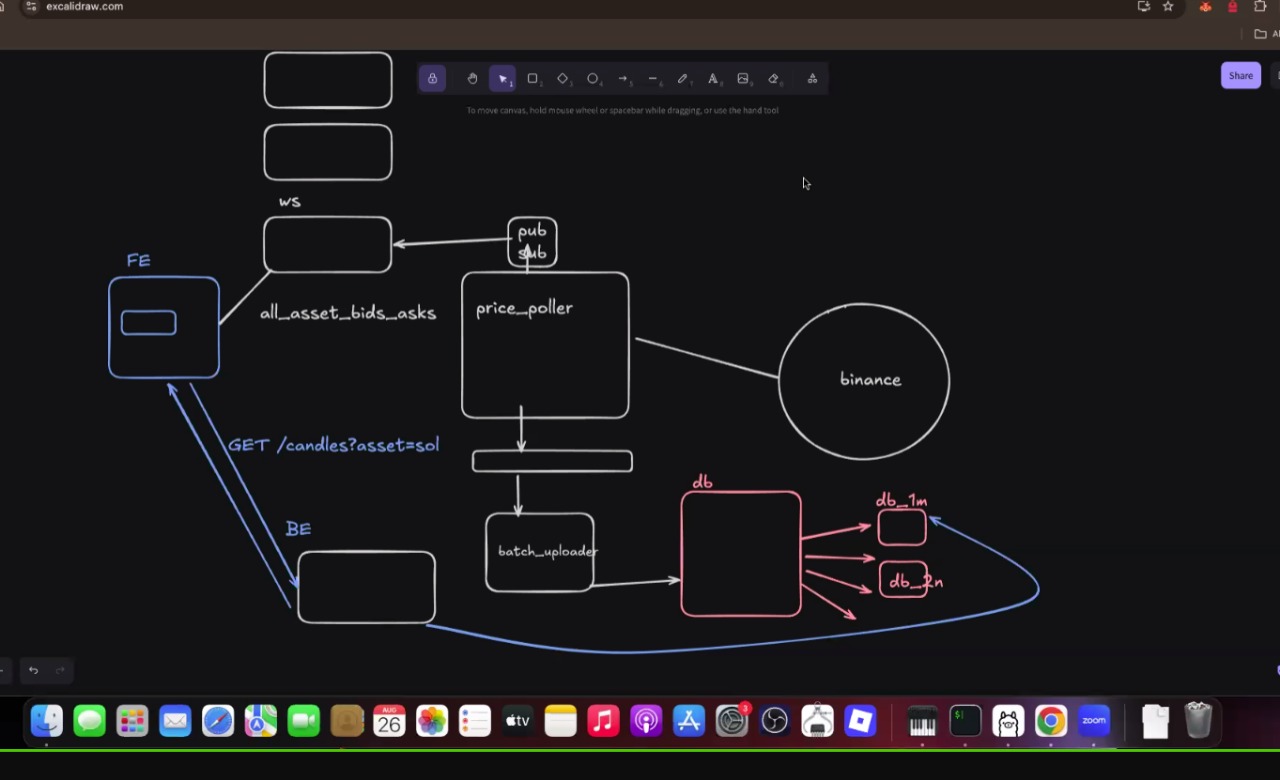 excalidraw.com
Share
To move canvas, hold mouse wheel or spacebar while dragging, or use the hand tool
ws
pub
sub
FE
all_asset_bids_asks
price_poller
binance
GET /candles?asset=sol
db
db_1m
BE
batch_uploader
db_2n
AUG
26
tv
3
$
zoom